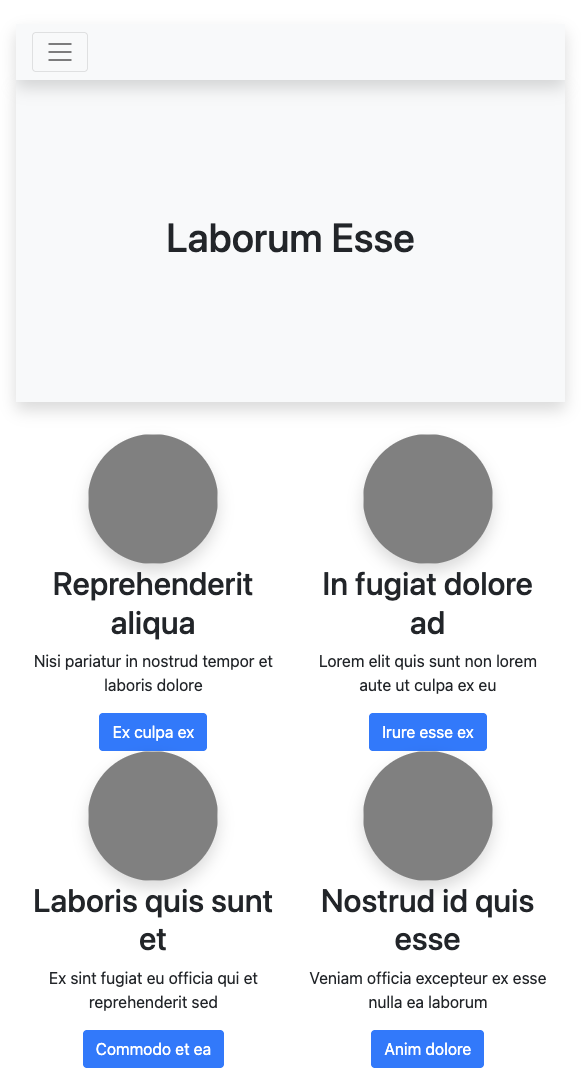 Laborum Esse
Reprehenderit
aliqua
Nisi pariatur in nostrud tempor et
laboris dolore
Ex culpa ex
In fugiat dolore
ad
Lorem elit quis sunt non lorem
aute ut culpa ex eu
Irure esse ex
Laboris quis sunt
et
Ex sint fugiat eu officia qui et
reprehenderit sed
Commodo et ea
Nostrud id quis
esse
Veniam officia excepteur ex esse
nulla ea laborum
Anim dolore